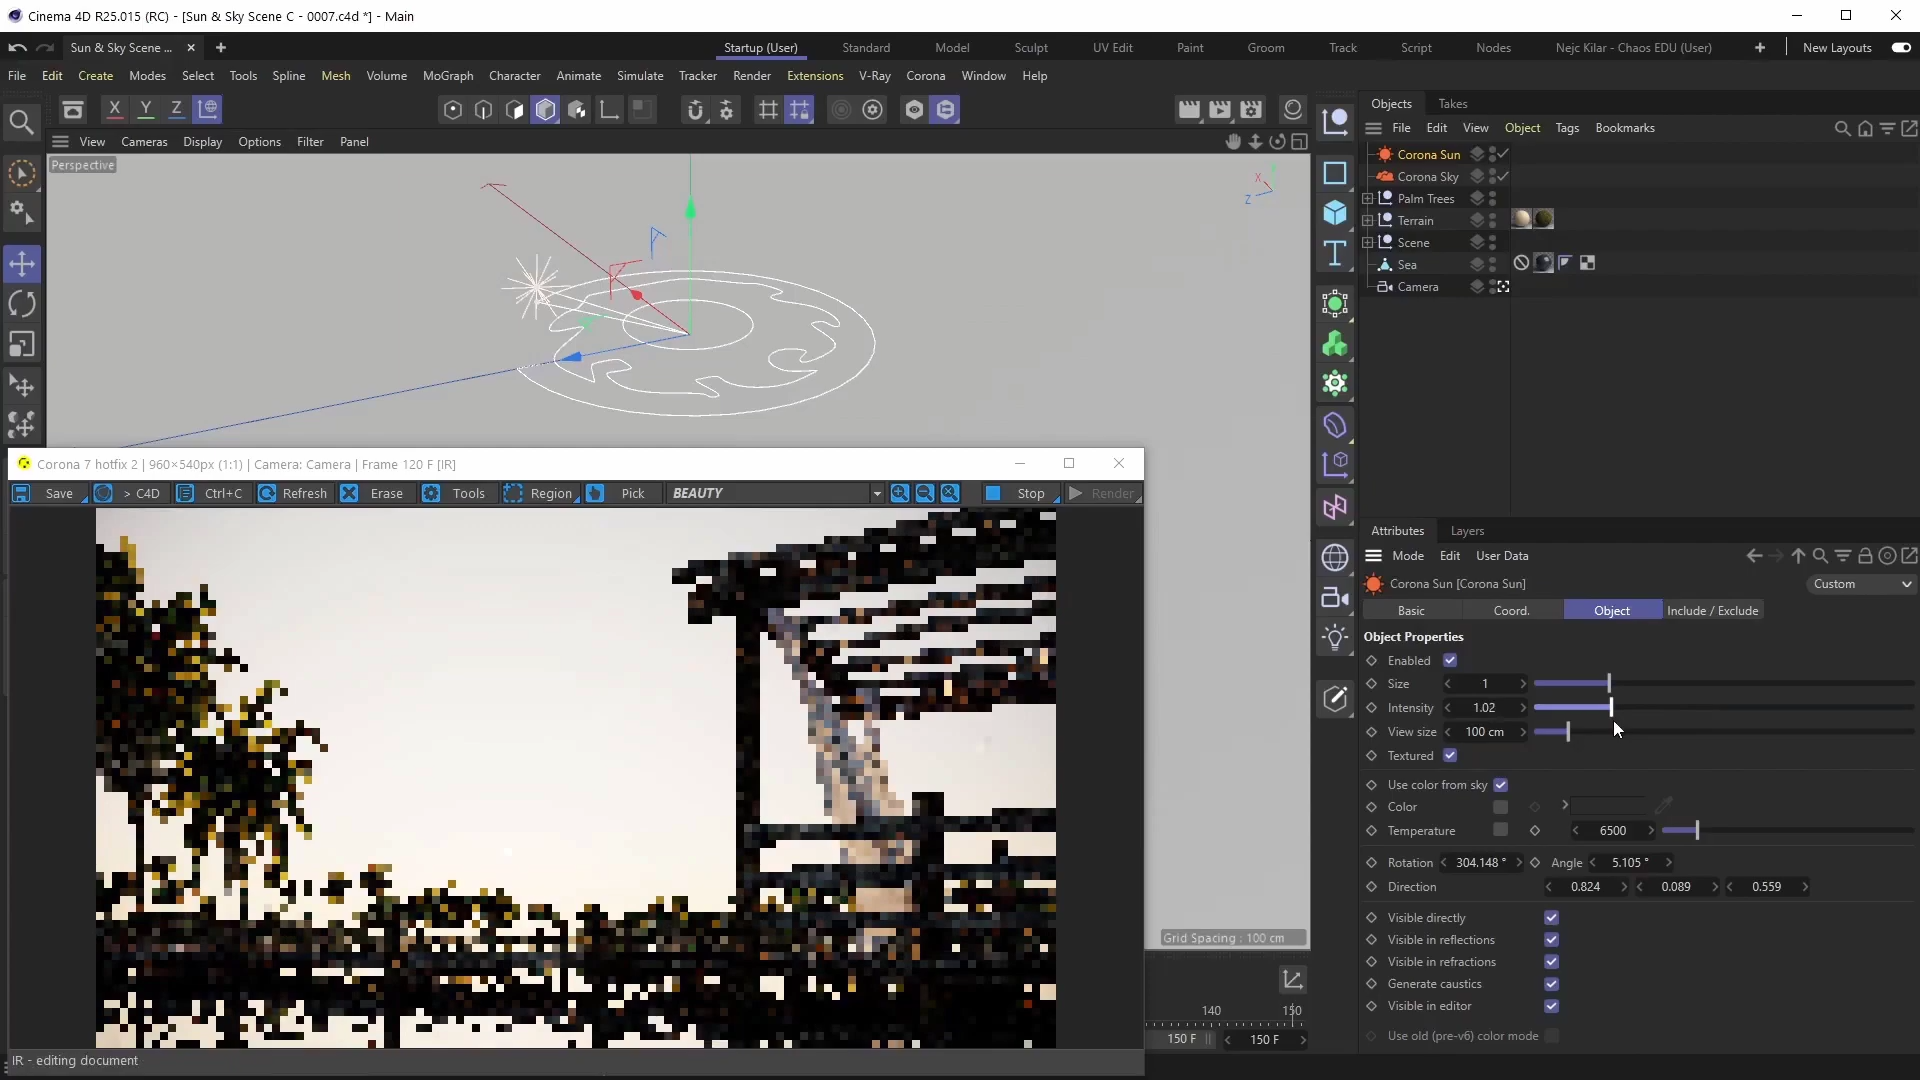 Cinema 4D R25.015 (RC) - [Sun & Sky Scene C - 0007.c4d *] - Main
Sun & Sky Scene ...
Startup (User) Standard Model Sculpt UV Edit Paint Groom Track Script Nodes Nejc Kilar - Chaos EDU (User) New Layouts
File Edit Create Modes Select Tools Spline Mesh Volume MoGraph Character Animate Simulate Tracker Render Extensions V-Ray Corona Window Help
X Y Z
View Cameras Display Options Filter Panel
Perspective
X
Z
Objects Takes
File Edit View Object Tags Bookmarks
Corona Sun
Corona Sky
Palm Trees
Terrain
Scene
Sea
Camera
Corona 7 hotfix 2 | 960×540px (1:1) | Camera: Camera | Frame 120 F [IR]
Save > C4D Ctrl+C Refresh Erase Tools Region Pick BEAUTY Stop Render
Grid Spacing : 100 cm
140 150
150 F 150 F
IR - editing document
Attributes Layers
Mode Edit User Data
Corona Sun [Corona Sun] Custom
Basic Coord. Object Include / Exclude
Object Properties
Enabled
Size 1
Intensity 1.02
View size 100 cm
Textured
Use color from sky
Color
Temperature 6500
Rotation 304.148 ° Angle 5.105 °
Direction 0.824 0.089 0.559
Visible directly
Visible in reflections
Visible in refractions
Generate caustics
Visible in editor
Use old (pre-v6) color mode